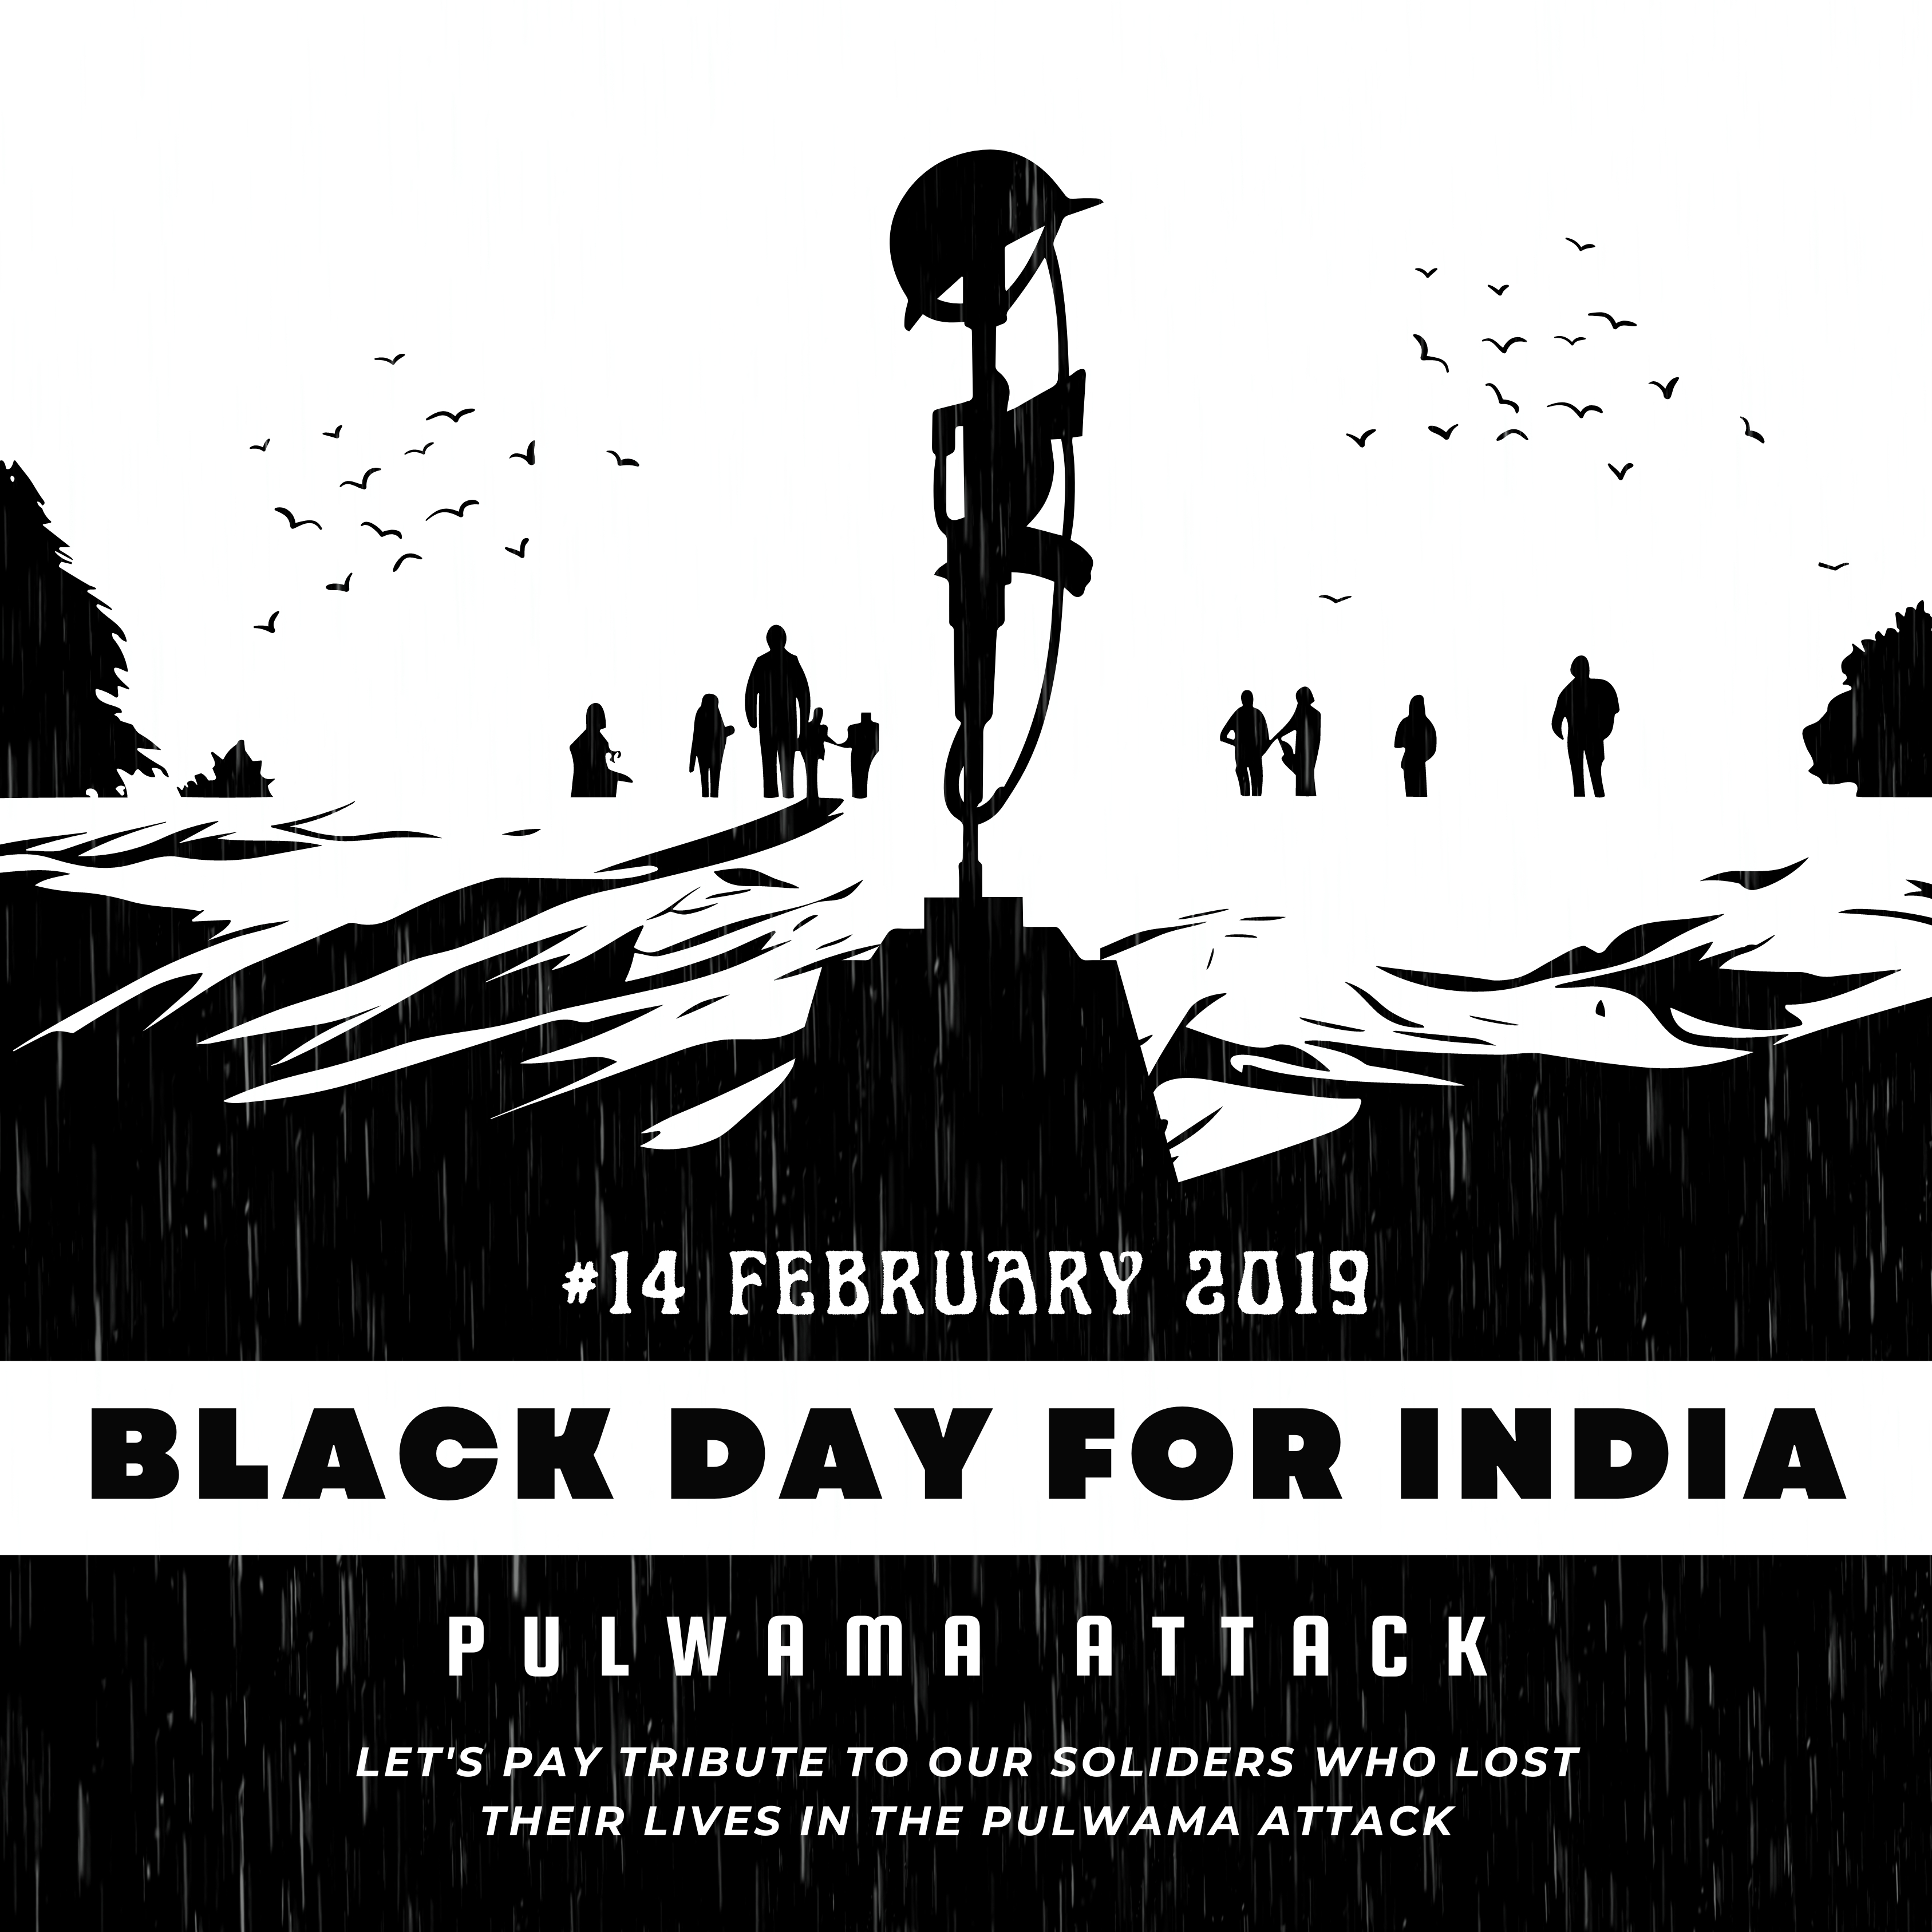 #14 FEBRUARY 2019
BLACK DAY FOR INDIA
PULWAMA ATTACK
LET'S PAY TRIBUTE TO OUR SOLIDERS WHO LOST
THEIR LIVES IN THE PULWAMA ATTACK